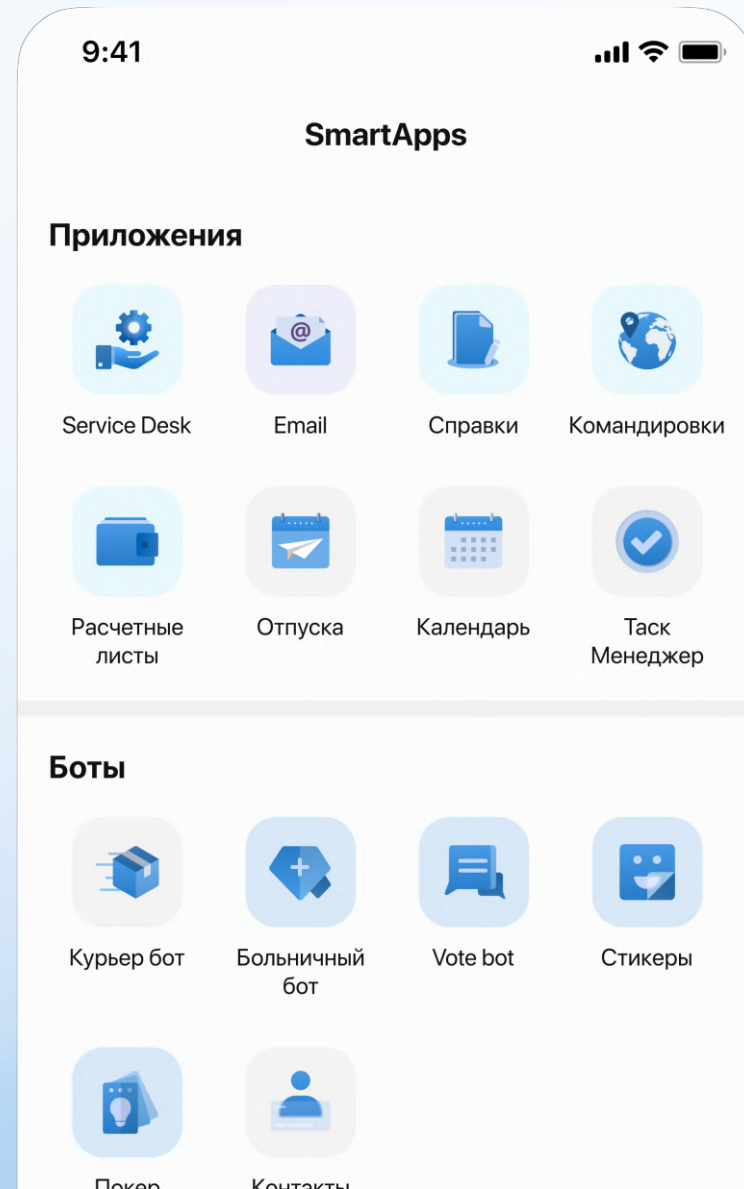 9:41
SmartApps
Приложения
Service Desk
Email
Справки
Командировки
Расчетные
листы
Отпуска
Календарь
Таск
Менеджер
Боты
Курьер бот
Больничный
бот
Vote bot
Стикеры
Покер
Контакты